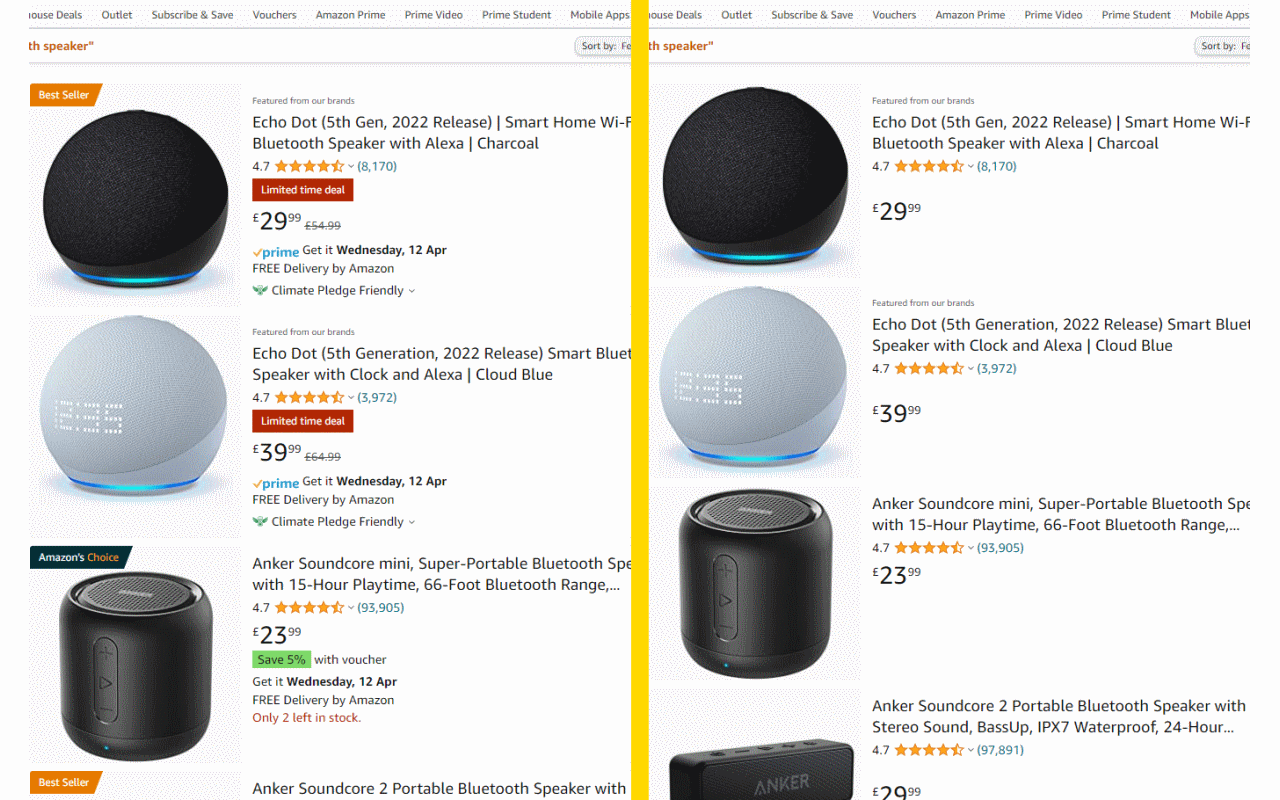 ouse Deals Outlet Subscribe & Save Vouchers Amazon Prime Prime Video Prime Student Mobile Apps
th speaker"
Sort by: Fe
Best Seller
Featured from our brands
Echo Dot (5th Gen, 2022 Release) | Smart Home Wi-F
Bluetooth Speaker with Alexa | Charcoal
4.7 (8,170)
Limited time deal
£29.99 £54.99
prime Get it Wednesday, 12 Apr
FREE Delivery by Amazon
Climate Pledge Friendly
Featured from our brands
Echo Dot (5th Generation, 2022 Release) Smart Bluet
Speaker with Clock and Alexa | Cloud Blue
4.7 (3,972)
Limited time deal
£39.99 £64.99
prime Get it Wednesday, 12 Apr
FREE Delivery by Amazon
Climate Pledge Friendly
Amazon's Choice
Anker Soundcore mini, Super-Portable Bluetooth Spe
with 15-Hour Playtime, 66-Foot Bluetooth Range,...
4.7 (93,905)
£23.99
Save 5% with voucher
Get it Wednesday, 12 Apr
FREE Delivery by Amazon
Only 2 left in stock.
Best Seller
Anker Soundcore 2 Portable Bluetooth Speaker with
ouse Deals Outlet Subscribe & Save Vouchers Amazon Prime Prime Video Prime Student Mobile Apps
th speaker"
Sort by: Fe
Featured from our brands
Echo Dot (5th Gen, 2022 Release) | Smart Home Wi-F
Bluetooth Speaker with Alexa | Charcoal
4.7 (8,170)
£29.99
Featured from our brands
Echo Dot (5th Generation, 2022 Release) Smart Bluet
Speaker with Clock and Alexa | Cloud Blue
4.7 (3,972)
£39.99
Anker Soundcore mini, Super-Portable Bluetooth Spe
with 15-Hour Playtime, 66-Foot Bluetooth Range,...
4.7 (93,905)
£23.99
Anker Soundcore 2 Portable Bluetooth Speaker with
Stereo Sound, BassUp, IPX7 Waterproof, 24-Hour...
4.7 (97,891)
ANKER
£29.99